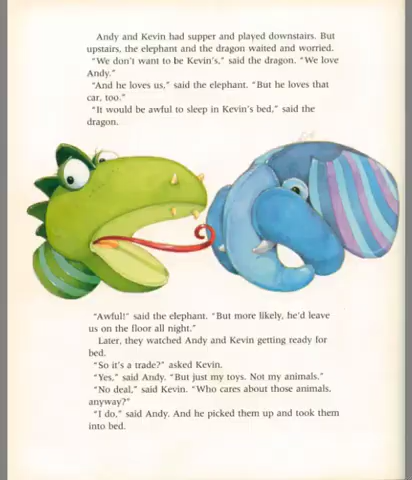 Andy and Kevin had supper and played downstairs. But
upstairs, the elephant and the dragon waited and worried.
"We don't want to be Kevin's," said the dragon. "We love
Andy."
"And he loves us," said the elephant. "But he loves that
car, too."
"It would be awful to sleep in Kevin's bed," said the
dragon.
"Awful!" said the elephant. "But more likely, he'd leave
us on the floor all night."
Later, they watched Andy and Kevin getting ready for
bed.
"So it's a trade?" asked Kevin.
"Yes," said Andy. "But just my toys. Not my animals."
"No deal," said Kevin. "Who cares about those animals,
anyway?"
"I do," said Andy. And he picked them up and took them
into bed.